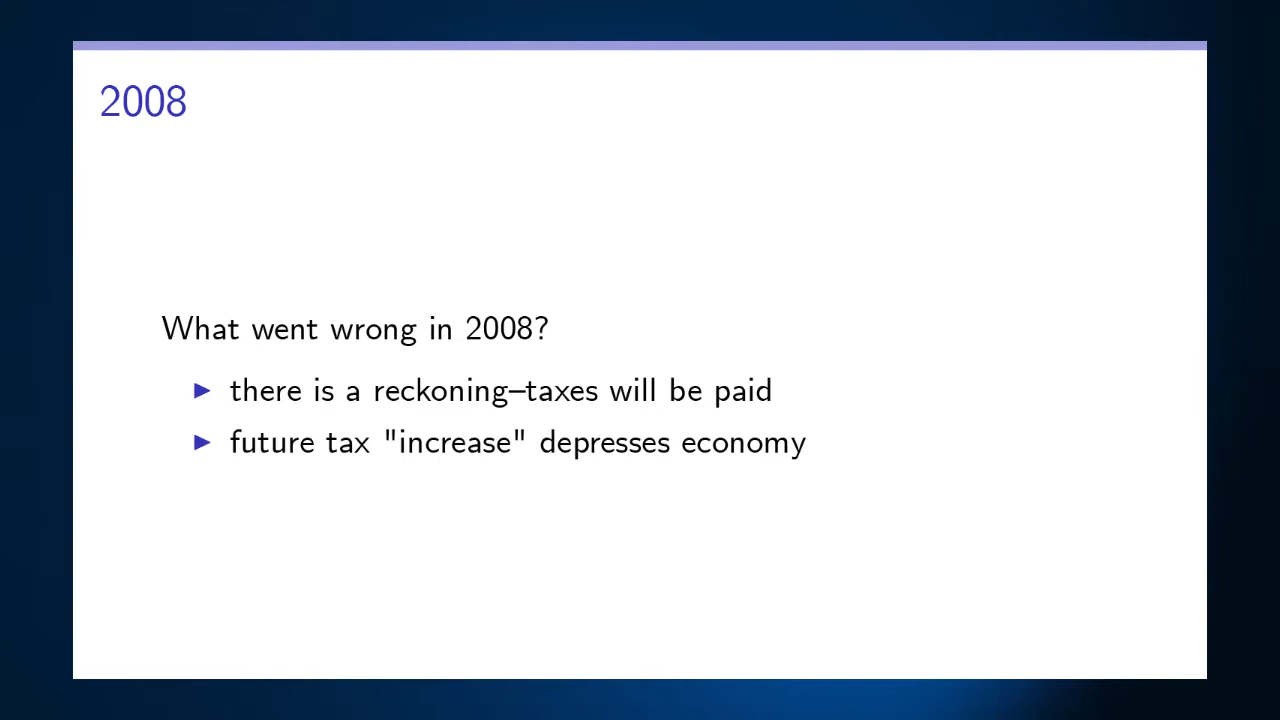 2008
What went wrong in 2008?
▶ there is a reckoning–taxes will be paid
▶ future tax "increase" depresses economy